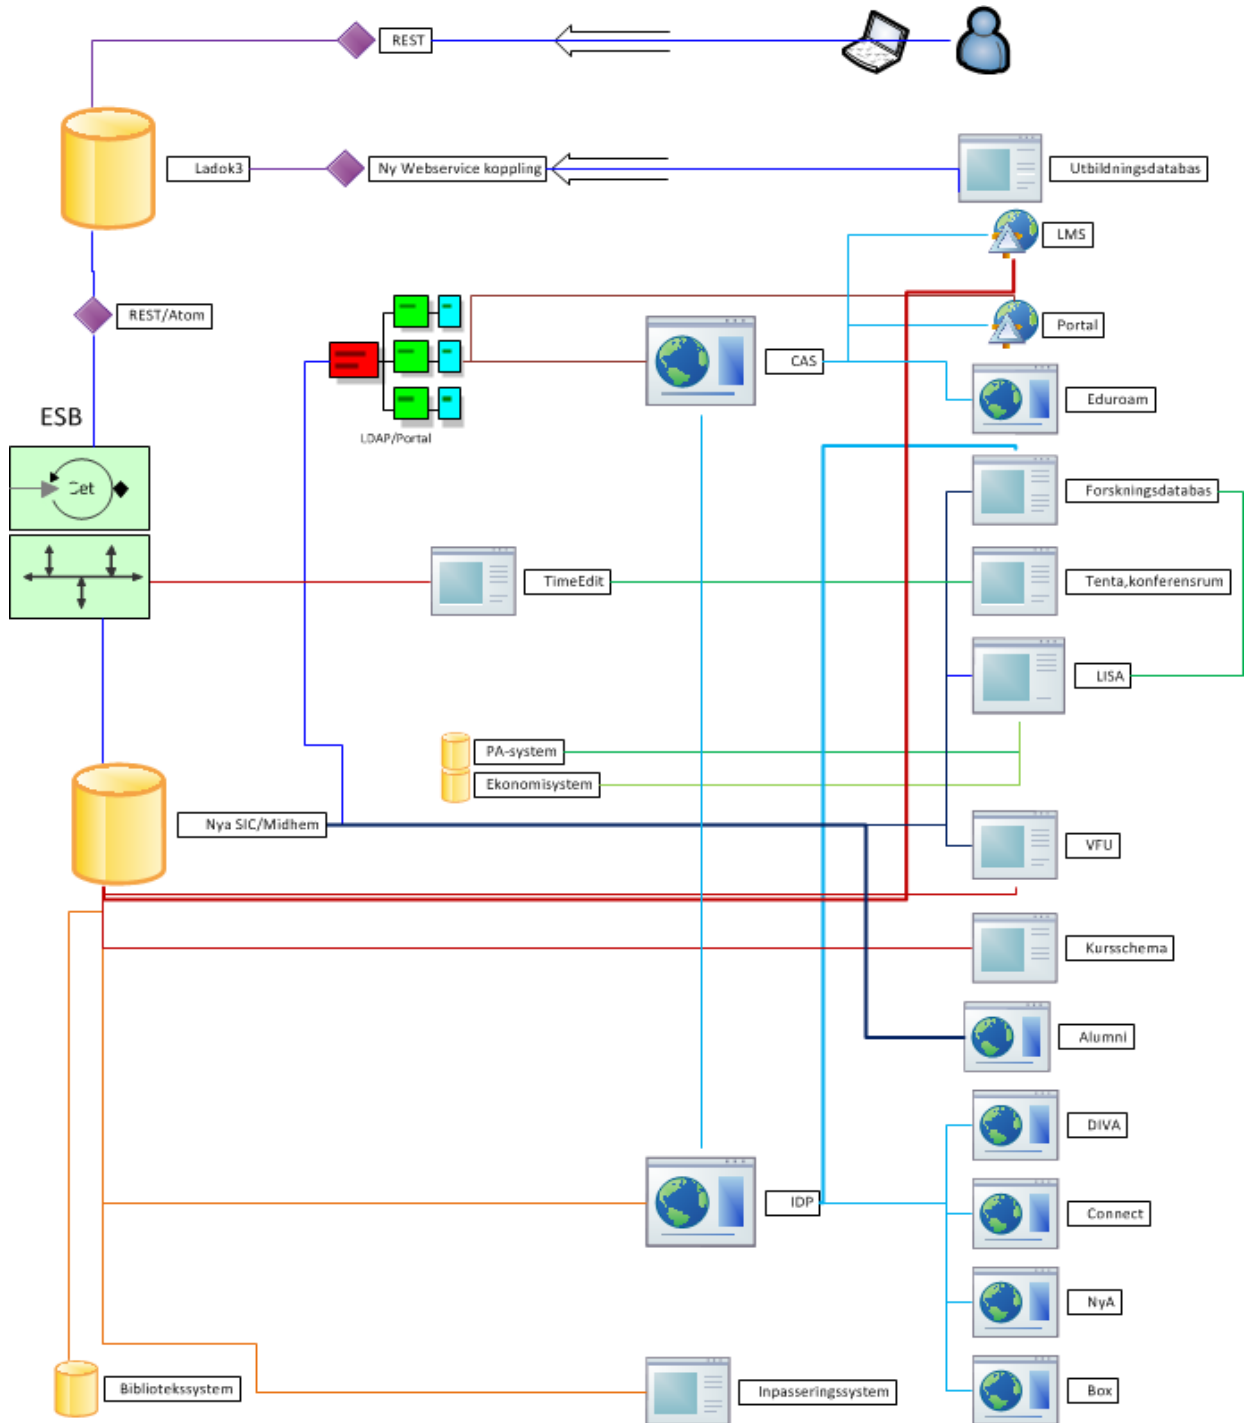 REST
Ladok3
Ny Webservice koppling
Utbildningsdatabas
LMS
REST/Atom
Portal
CAS
Eduroam
LDAP/Portal
ESB
Forskningsdatabas
TimeEdit
Tenta,konferensrum
LISA
PA-system
Ekonomisystem
Nya SIC/Midhem
VFU
Kursschema
Alumni
DIVA
IDP
Connect
NyA
Bibliotekssystem
Inpasseringssystem
Box